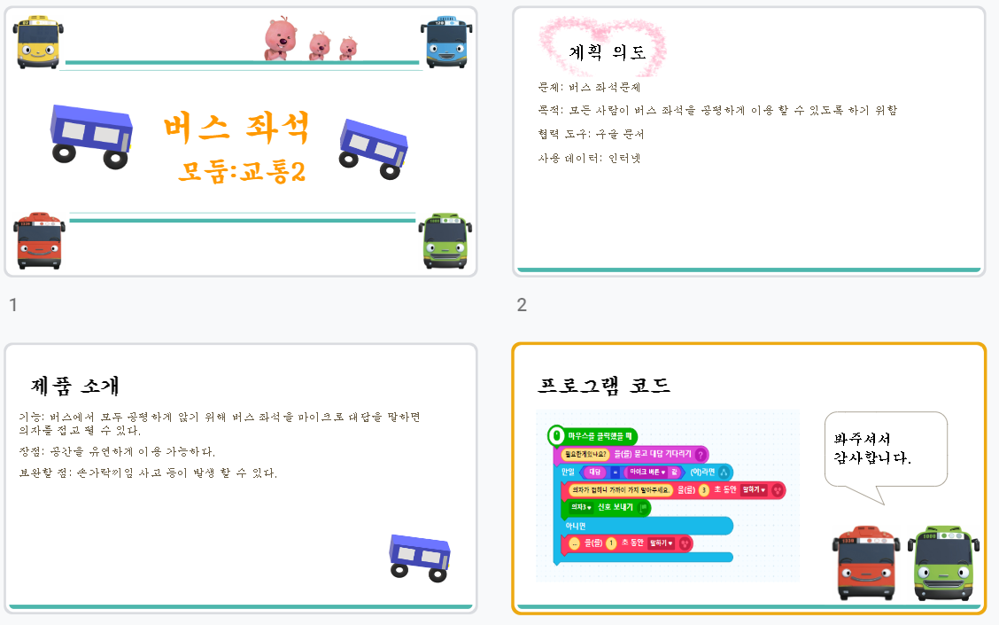 버스 좌석
모둠:교통2
1
계획 의도
문제: 버스 좌석문제
목적: 모든 사람이 버스 좌석을 공평하게 이용 할 수 있도록 하기 위함
협력 도구: 구글 문서
사용 데이터: 인터넷
2
제품 소개
기능: 버스에서 모두 공평하게 앉기 위해 버스 좌석을 마이크로 대답을 말하면
의자를 접고 펼 수 있다.
장점: 공간을 유연하게 이용 가능하다.
보완할 점: 손가락끼임 사고 등이 발생 할 수 있다.
프로그램 코드
마우스를 클릭했을 때
필요한게있나요? 을(를) 묻고 대답 기다리기 ?
만일 대답 = 마이크 버튼 값 (이)라면
의자가 접히니 가까이 가지 말아주세요. 을(를) 3 초 동안 말하기
의자3 신호 보내기
아니면
... 을(를) 1 초 동안 말하기
봐주셔서
감사합니다.